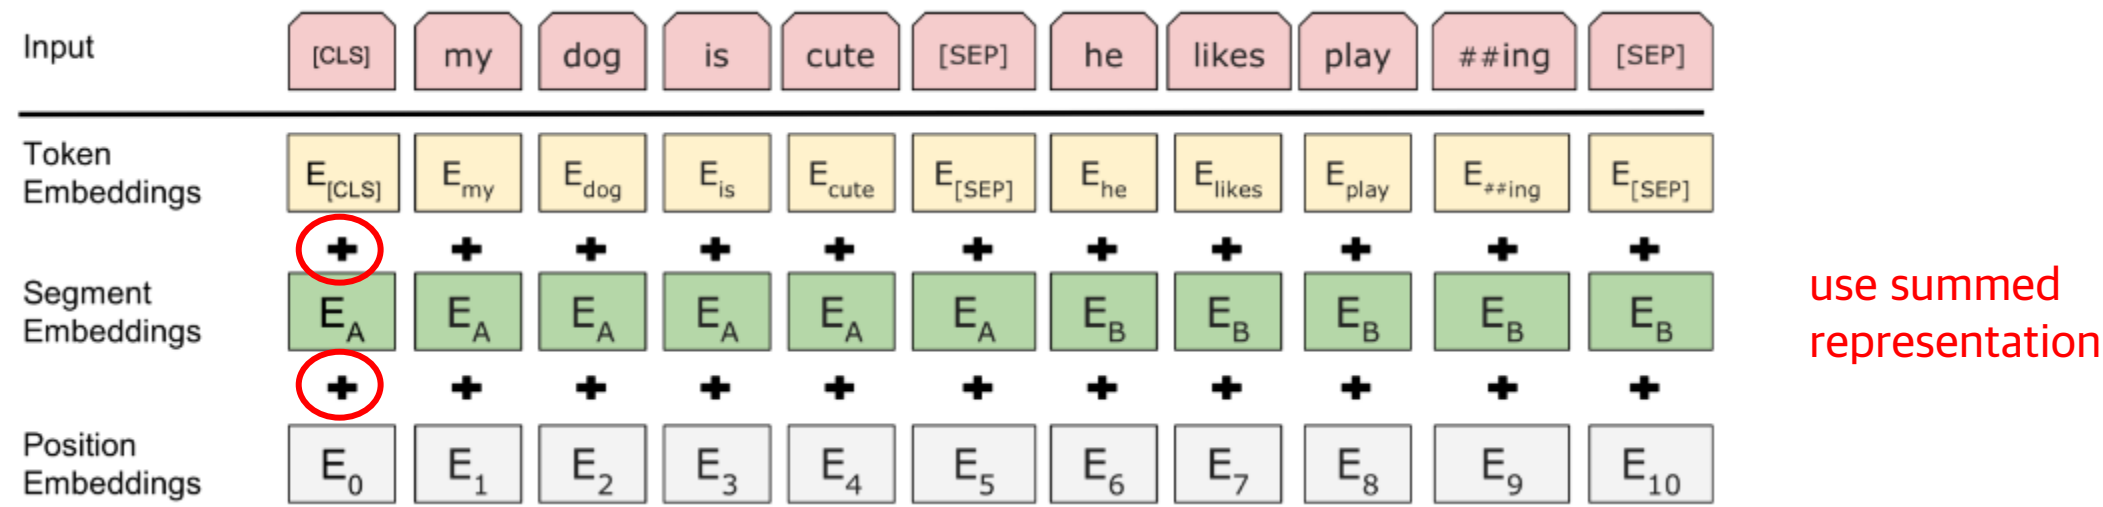 Input [CLS] my dog is cute [SEP] he likes play ##ing [SEP]
Token
Embeddings
E[CLS] Emy Edog Eis Ecute E[SEP] Ehe Elikes Eplay E##ing E[SEP]
+ + + + + + + + + + +
Segment
Embeddings
EA EA EA EA EA EA EB EB EB EB EB
+ + + + + + + + + + +
Position
Embeddings
E0 E1 E2 E3 E4 E5 E6 E7 E8 E9 E10
use summed
representation